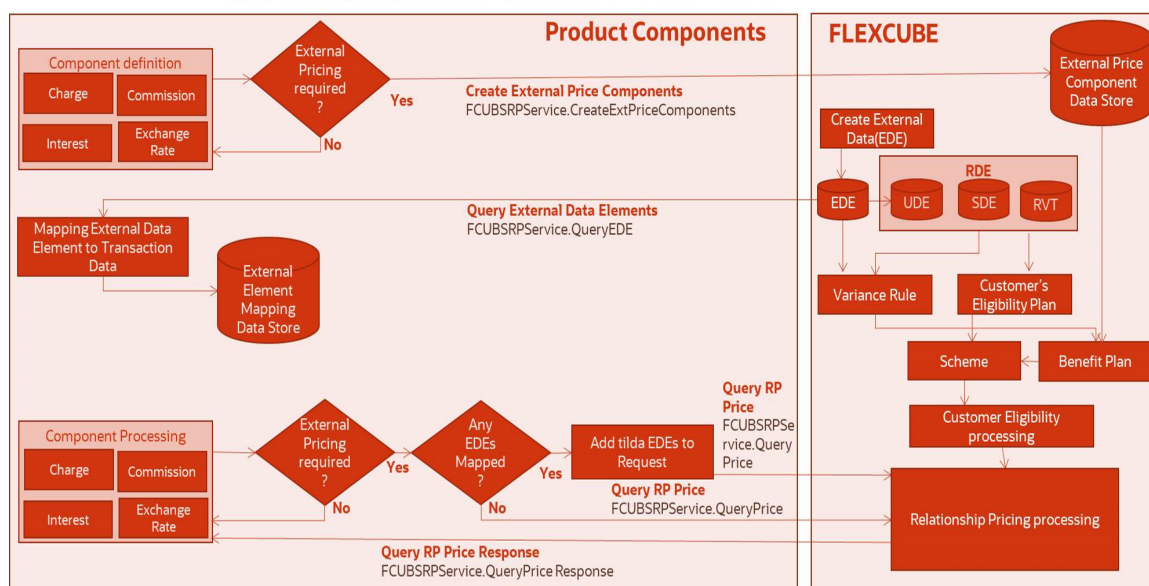 Product Components
FLEXCUBE
Component definition
Charge
Commission
Interest
Exchange
Rate
External
Pricing
required
?
Yes
No
Create External Price Components
FCUBSRPService.CreateExtPriceComponents
External Price
Component
Data Store
Create External
Data(EDE)
RDE
EDE
UDE
SDE
RVT
Query External Data Elements
FCUBSRPService.QueryEDE
Mapping External Data
Element to Transaction
Data
External
Element
Mapping
Data Store
Variance Rule
Customer's
Eligibility Plan
Scheme
Benefit Plan
Customer Eligibility
processing
Component Processing
Charge
Commission
Interest
Exchange
Rate
External
Pricing
required
?
Yes
No
Any
EDEs
Mapped
?
Yes
No
Add tilda EDEs to
Request
Query RP
Price
FCUBSRPSe
rvice.Query
Price
Query RP Price
FCUBSRPService.QueryPrice
Relationship Pricing processing
Query RP Price Response
FCUBSRPService.QueryPrice Response